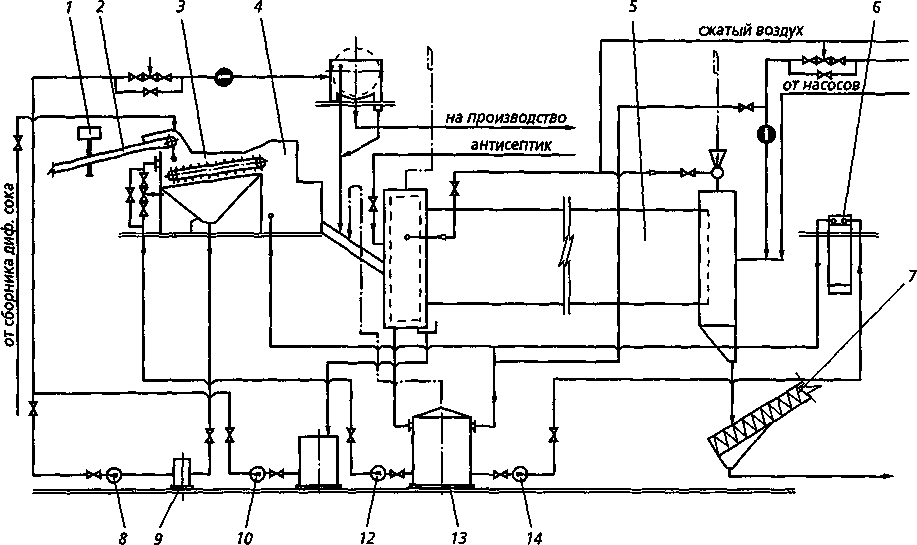 1 2 3 4 5 6
сжатый воздух
от насосов
на производство
антисептик
от сборника диф. сока
7
8 9 10 12 13 14